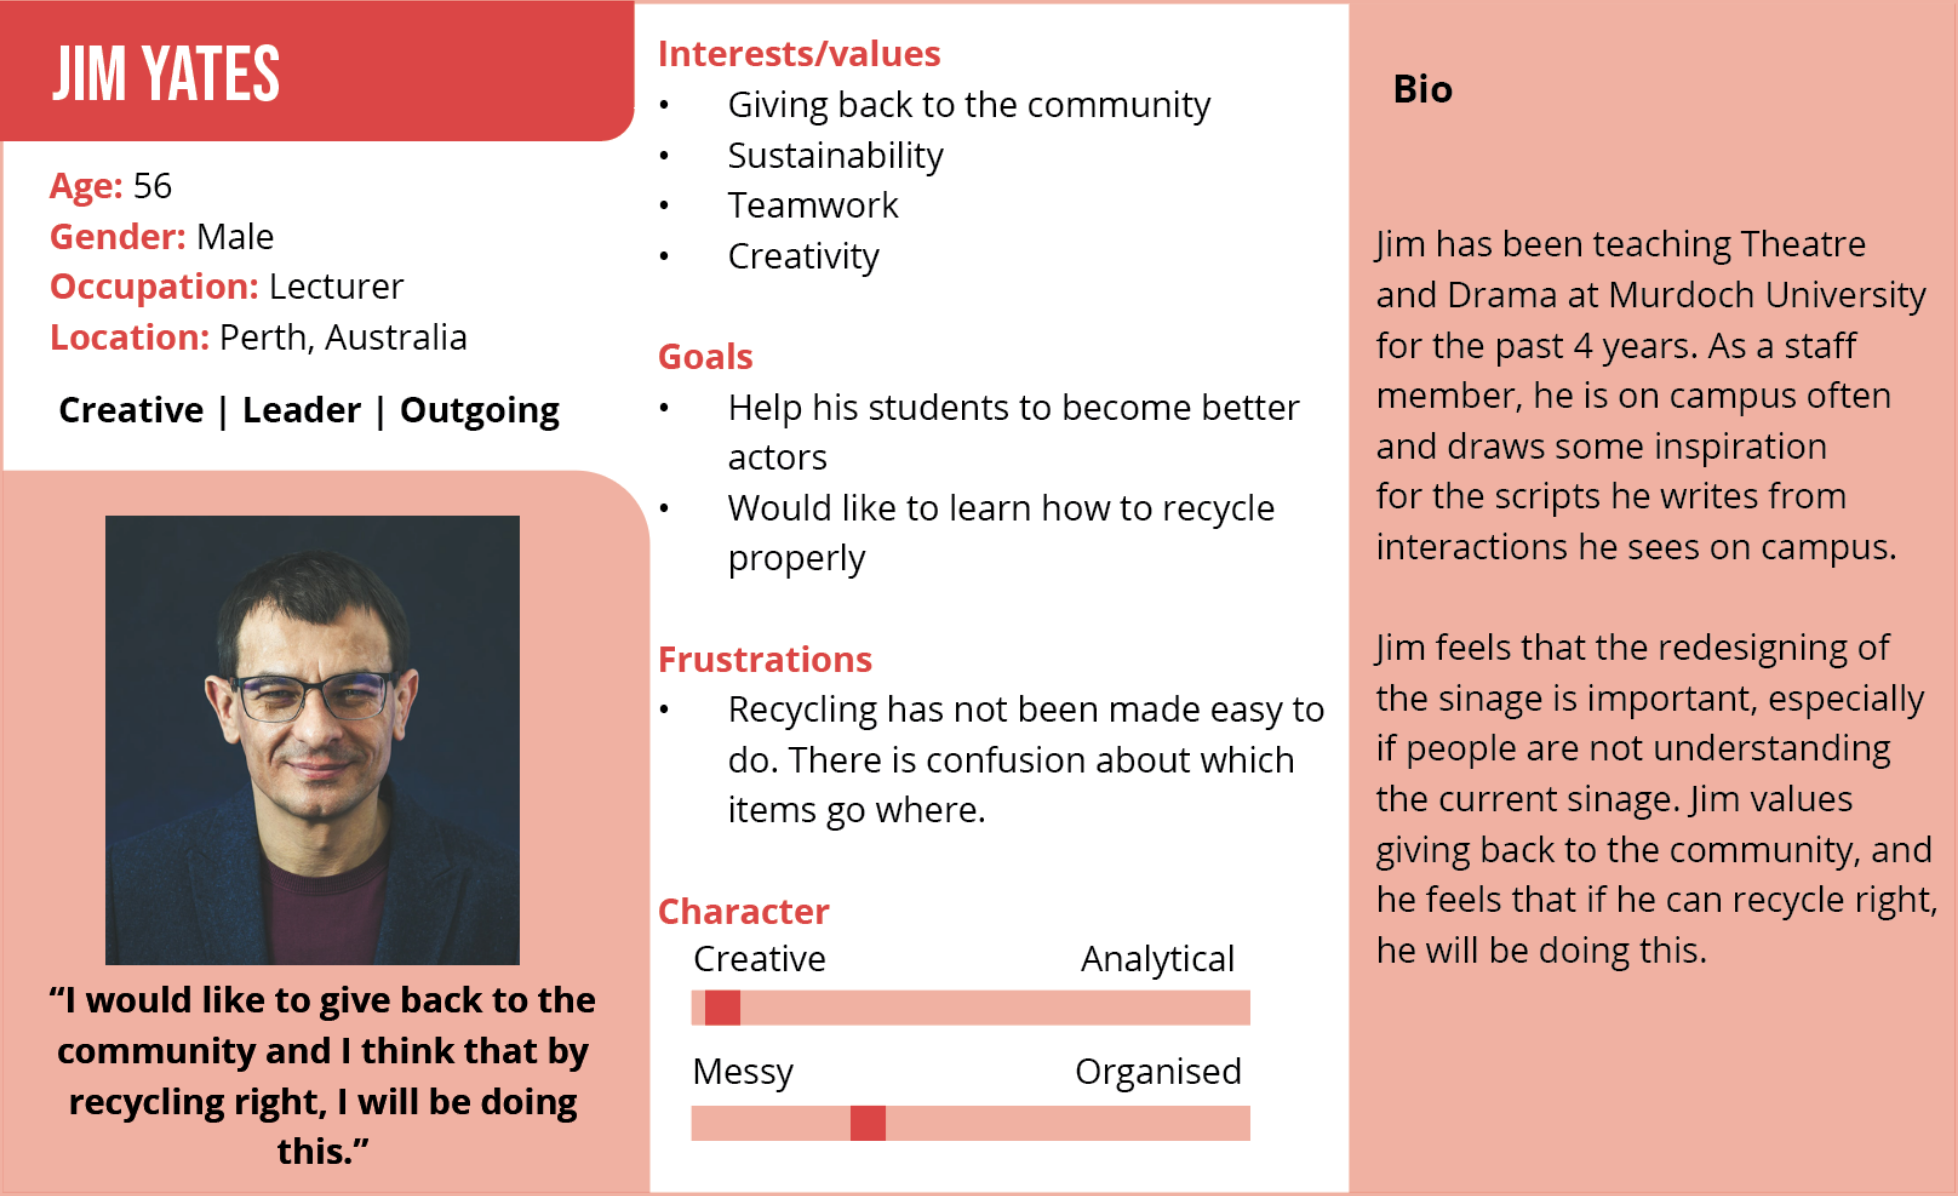 JIM YATES
Age: 56
Gender: Male
Occupation: Lecturer
Location: Perth, Australia
Creative | Leader | Outgoing
“I would like to give back to the
community and I think that by
recycling right, I will be doing
this.”
Interests/values
• Giving back to the community
• Sustainability
• Teamwork
• Creativity
Goals
• Help his students to become better
actors
• Would like to learn how to recycle
properly
Frustrations
• Recycling has not been made easy to
do. There is confusion about which
items go where.
Character
Creative Analytical
Messy Organised
Bio
Jim has been teaching Theatre
and Drama at Murdoch University
for the past 4 years. As a staff
member, he is on campus often
and draws some inspiration
for the scripts he writes from
interactions he sees on campus.
Jim feels that the redesigning of
the sinage is important, especially
if people are not understanding
the current sinage. Jim values
giving back to the community, and
he feels that if he can recycle right,
he will be doing this.